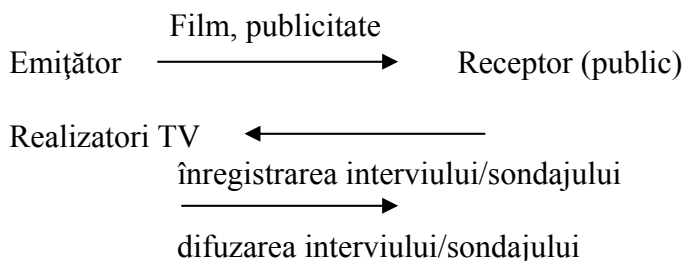 Film, publicitate
Emiţător Receptor (public)
Realizatori TV
înregistrarea interviului/sondajului
difuzarea interviului/sondajului